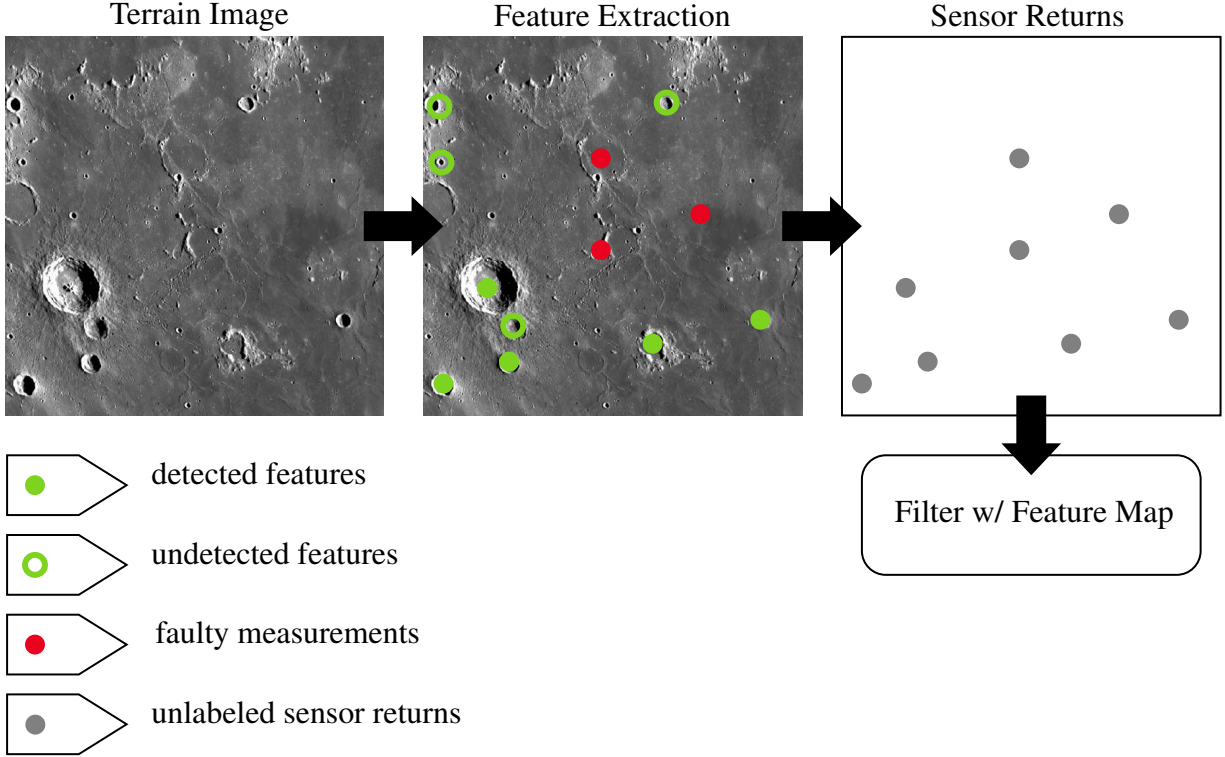 Terrain Image
Feature Extraction
Sensor Returns
detected features
undetected features
faulty measurements
unlabeled sensor returns
Filter w/ Feature Map